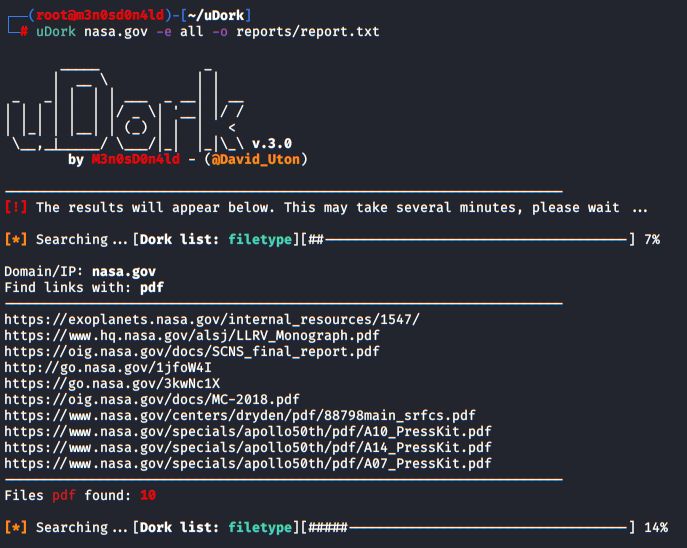 (root@m3n0sd0n4ld)-[~/uDork]
# uDork nasa.gov -e all -o reports/report.txt
uDork v.3.0
by M3n0sD0n4ld - (@David_Uton)
[!] The results will appear below. This may take several minutes, please wait ...
[*] Searching...[Dork list: filetype][##-----------------------------------] 7%
Domain/IP: nasa.gov
Find links with: pdf
https://exoplanets.nasa.gov/internal_resources/1547/
https://www.hq.nasa.gov/alsj/LLRV_Monograph.pdf
https://oig.nasa.gov/docs/SCNS_final_report.pdf
http://go.nasa.gov/1jfoW4I
https://go.nasa.gov/3kwNc1X
https://oig.nasa.gov/docs/MC-2018.pdf
https://www.nasa.gov/centers/dryden/pdf/88798main_srfcs.pdf
https://www.nasa.gov/specials/apollo50th/pdf/A10_PressKit.pdf
https://www.nasa.gov/specials/apollo50th/pdf/A14_PressKit.pdf
https://www.nasa.gov/specials/apollo50th/pdf/A07_PressKit.pdf
Files pdf found: 10
[*] Searching...[Dork list: filetype][#####--------------------------------] 14%